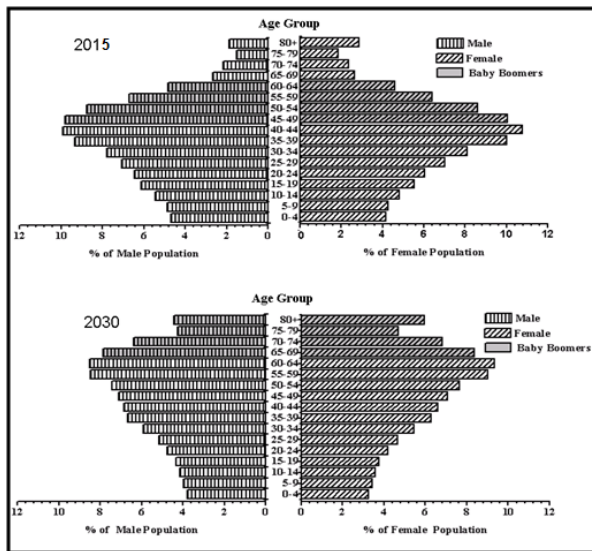 Age Group
2015
80+
75-79
70-74
65-69
60-64
55-59
50-54
45-49
40-44
35-39
30-34
25-29
20-24
15-19
10-14
5-9
0-4
Male
Female
Baby Boomers
12 10 8 6 4 2 0
0 2 4 6 8 10 12
% of Male Population
% of Female Population
Age Group
2030
80+
75-79
70-74
65-69
60-64
55-59
50-54
45-49
40-44
35-39
30-34
25-29
20-24
15-19
10-14
5-9
0-4
Male
Female
Baby Boomers
12 10 8 6 4 2 0
0 2 4 6 8 10 12
% of Male Population
% of Female Population